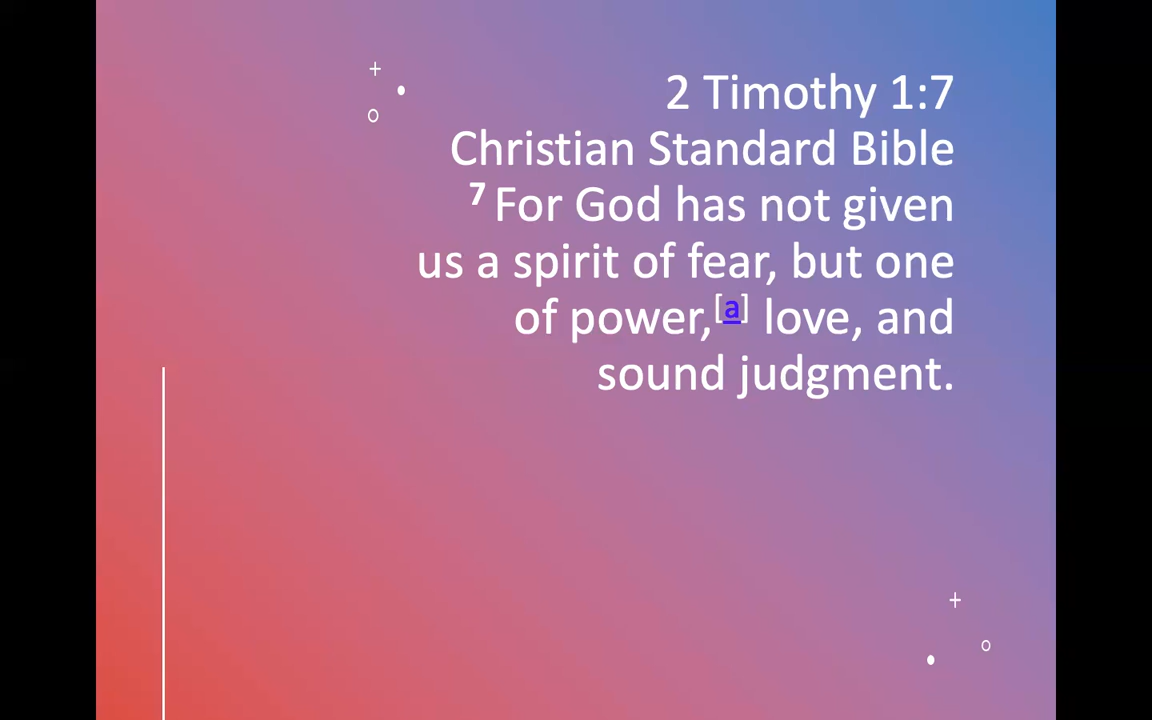 2 Timothy 1:7
Christian Standard Bible
7 For God has not given
us a spirit of fear, but one
of power,[a] love, and
sound judgment.